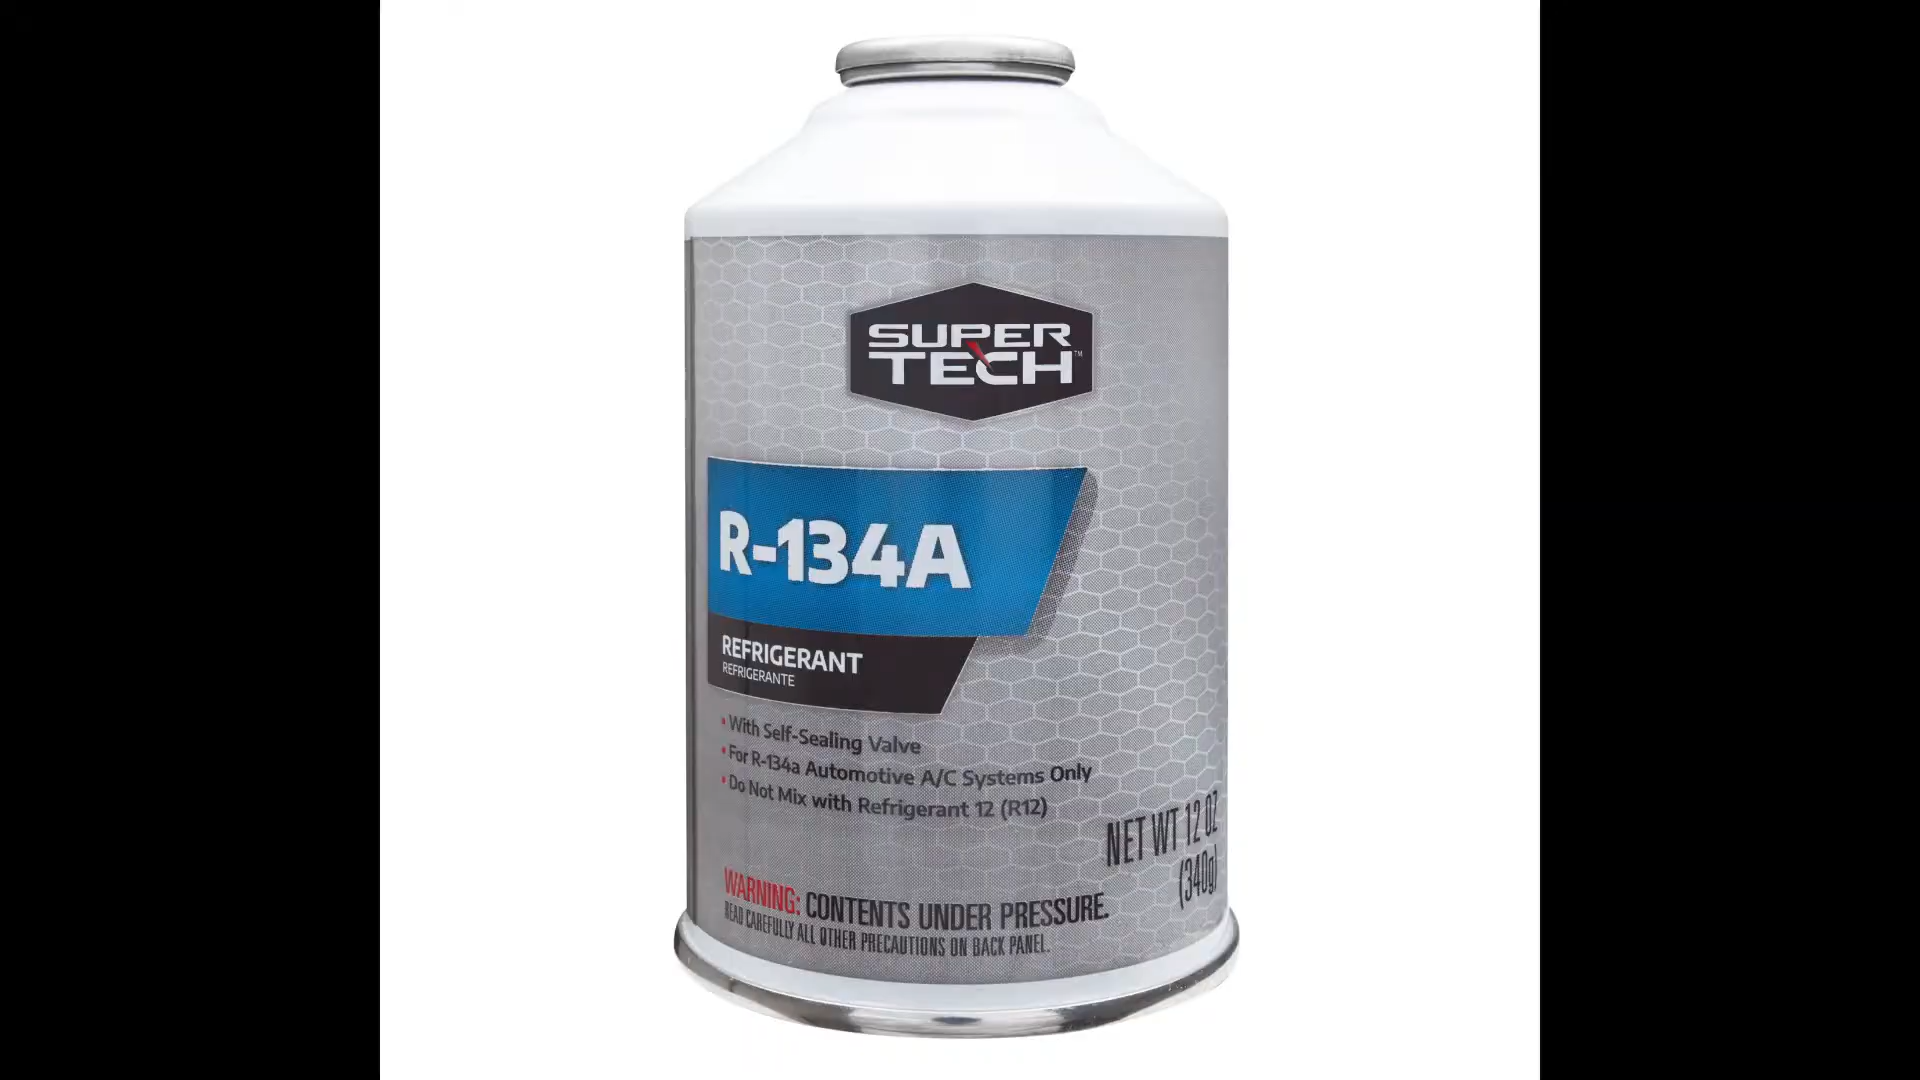 SUPER
TECH™
R-134A
REFRIGERANT
REFRIGERANTE
• With Self-Sealing Valve
• For R-134a Automotive A/C Systems Only
• Do Not Mix with Refrigerant 12 (R12)
NET WT 12 OZ
(340g)
WARNING: CONTENTS UNDER PRESSURE.
READ CAREFULLY ALL OTHER PRECAUTIONS ON BACK PANEL.